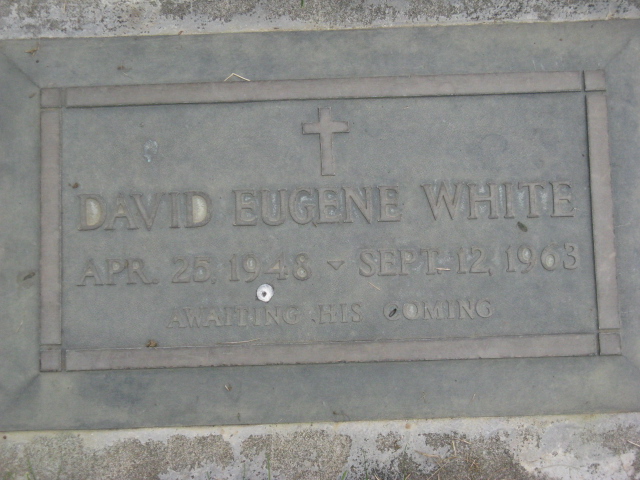 DAVID EUGENE WHITE
APR. 25, 1948 - SEPT. 12, 1963
AWAITING HIS COMING